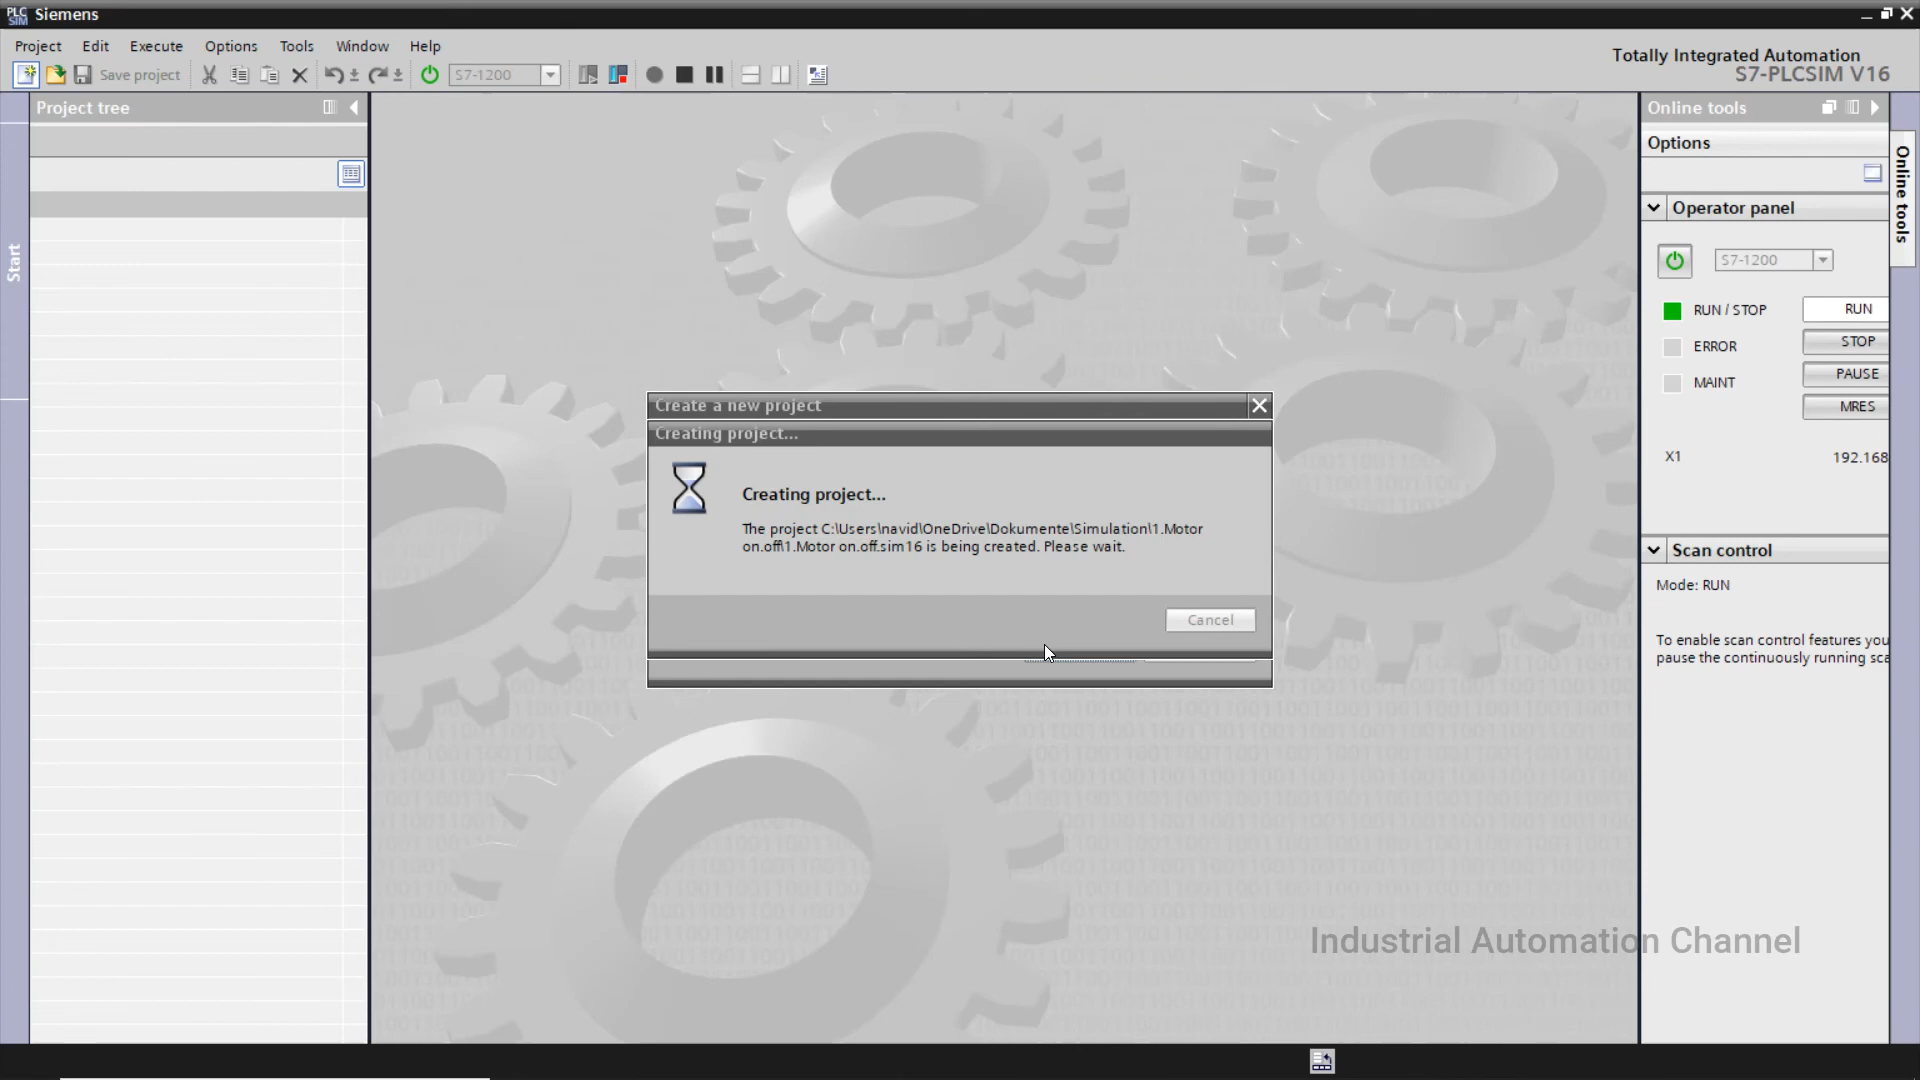 PLC
SIM
Siemens
Project Edit Execute Options Tools Window Help
Save project
S7-1200
Totally Integrated Automation
S7-PLCSIM V16
Project tree
Start
Online tools
Options
Online tools
Operator panel
S7-1200
RUN / STOP RUN
ERROR STOP
MAINT PAUSE
MRES
X1 192.168
Scan control
Mode: RUN
To enable scan control features you
pause the continuously running sca
Create a new project
Creating project...
Creating project...
The project C:\Users\navid\OneDrive\Dokumente\Simulation\1.Motor
on.off\1.Motor on.off.sim16 is being created. Please wait.
Cancel
Industrial Automation Channel